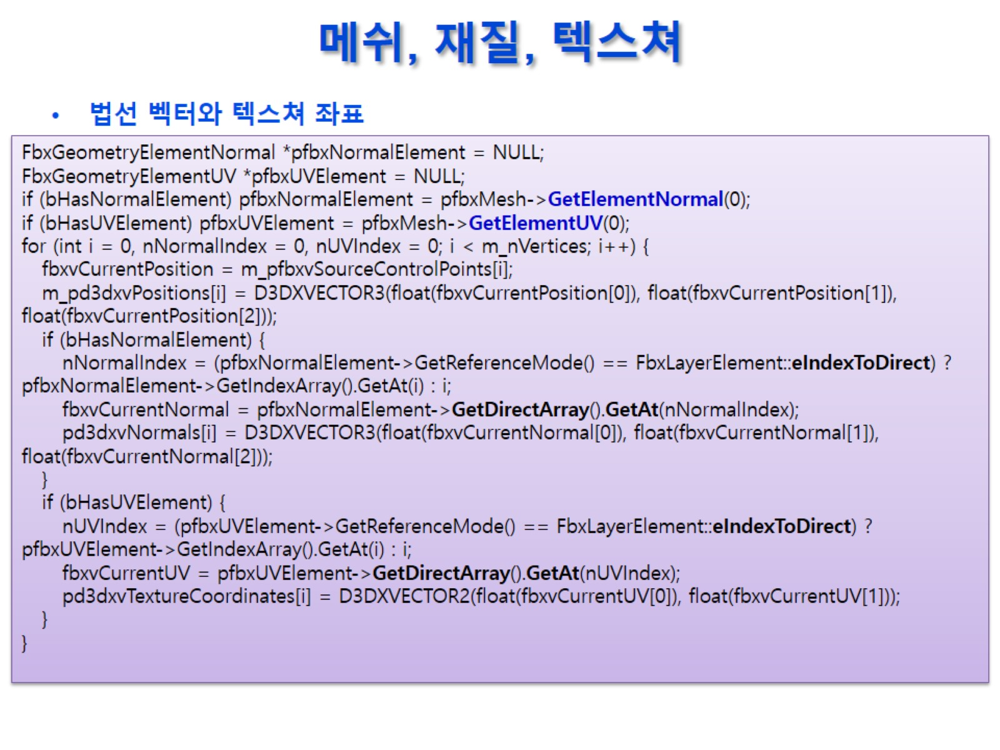 메쉬, 재질, 텍스쳐
• 법선 벡터와 텍스쳐 좌표
FbxGeometryElementNormal *pfbxNormalElement = NULL;
FbxGeometryElementUV *pfbxUVElement = NULL;
if (bHasNormalElement) pfbxNormalElement = pfbxMesh->GetElementNormal(0);
if (bHasUVElement) pfbxUVElement = pfbxMesh->GetElementUV(0);
for (int i = 0, nNormalIndex = 0, nUVIndex = 0; i < m_nVertices; i++) {
    fbxvCurrentPosition = m_pfbxvSourceControlPoints[i];
    m_pd3dxvPositions[i] = D3DXVECTOR3(float(fbxvCurrentPosition[0]), float(fbxvCurrentPosition[1]),
float(fbxvCurrentPosition[2]));
    if (bHasNormalElement) {
        nNormalIndex = (pfbxNormalElement->GetReferenceMode() == FbxLayerElement::eIndexToDirect) ?
pfbxNormalElement->GetIndexArray().GetAt(i) : i;
        fbxvCurrentNormal = pfbxNormalElement->GetDirectArray().GetAt(nNormalIndex);
        pd3dxvNormals[i] = D3DXVECTOR3(float(fbxvCurrentNormal[0]), float(fbxvCurrentNormal[1]),
float(fbxvCurrentNormal[2]));
    }
    if (bHasUVElement) {
        nUVIndex = (pfbxUVElement->GetReferenceMode() == FbxLayerElement::eIndexToDirect) ?
pfbxUVElement->GetIndexArray().GetAt(i) : i;
        fbxvCurrentUV = pfbxUVElement->GetDirectArray().GetAt(nUVIndex);
        pd3dxvTextureCoordinates[i] = D3DXVECTOR2(float(fbxvCurrentUV[0]), float(fbxvCurrentUV[1]));
    }
}